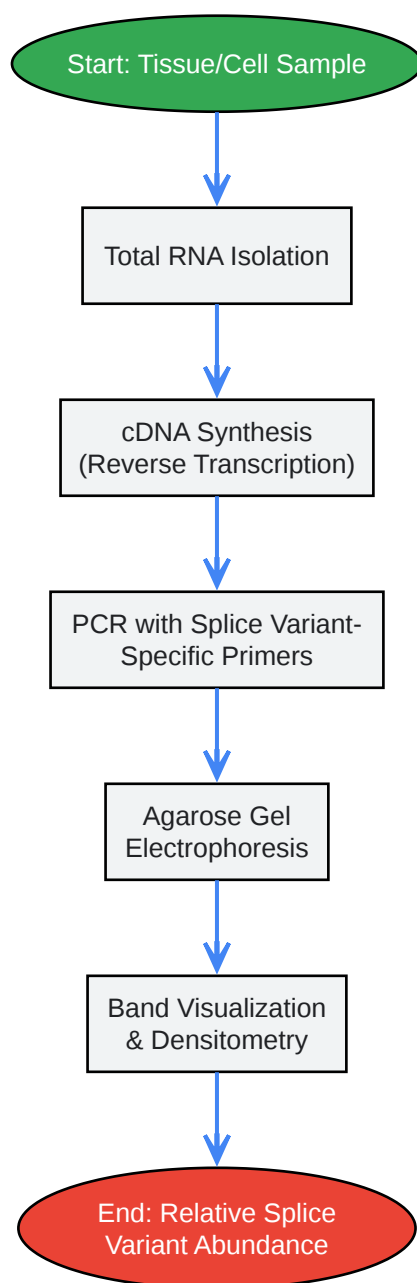 Start: Tissue/Cell Sample
Total RNA Isolation
cDNA Synthesis
(Reverse Transcription)
PCR with Splice Variant-
Specific Primers
Agarose Gel
Electrophoresis
Band Visualization
& Densitometry
End: Relative Splice
Variant Abundance